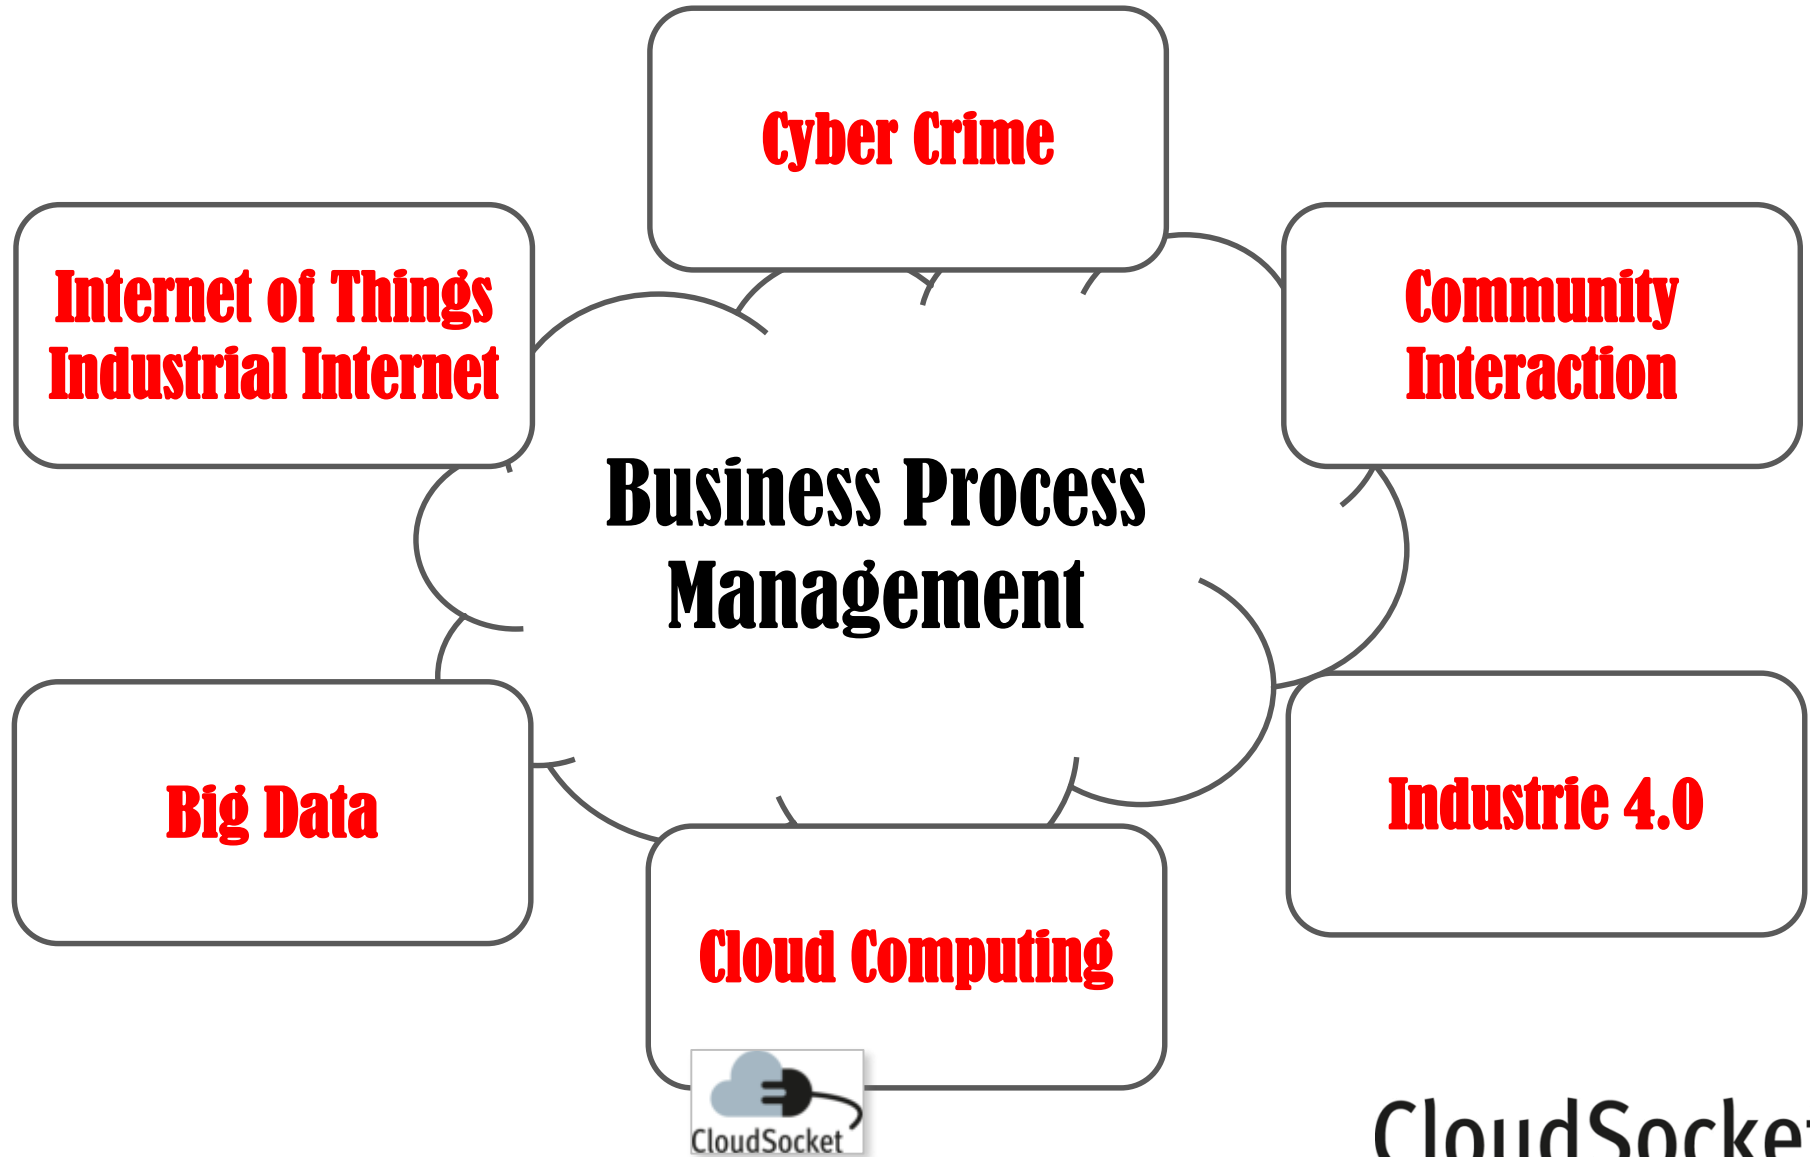 Cyber Crime
Internet of Things
Industrial Internet
Community
Interaction
Business Process
Management
Big Data
Industrie 4.0
Cloud Computing
CloudSocket
CloudSocket